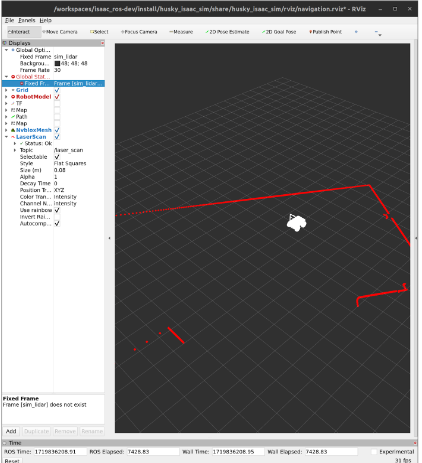 /workspaces/isaac_ros-dev/install/husky_isaac_sim/share/husky_isaac_sim/rviz/navigation.rviz* - RViz
File Panels Help
Interact Move Camera Select Focus Camera Measure 2D Pose Estimate 2D Goal Pose Publish Point
Displays
Global Opti...
Fixed Frame sim_lidar
Backgrou... 48; 48; 48
Frame Rate 30
Global Stat...
Fixed Fr... Frame [sim_lidar...
Grid
RobotModel
TF
Map
Path
Map
NvbloxMesh
LaserScan
Status: Ok
Topic /laser_scan
Selectable
Style Flat Squares
Size (m) 0.08
Alpha 1
Decay Time 0
Position Tr... XYZ
Color Tran... Intensity
Channel N... intensity
Use rainbow
Invert Rai...
Autocomp...
Fixed Frame
Frame [sim_lidar] does not exist
Add Duplicate Remove Rename
Time
ROS Time: 1719836208.91 ROS Elapsed: 7428.83 Wall Time: 1719836208.95 Wall Elapsed: 7428.83 Experimental
Reset 31 fps